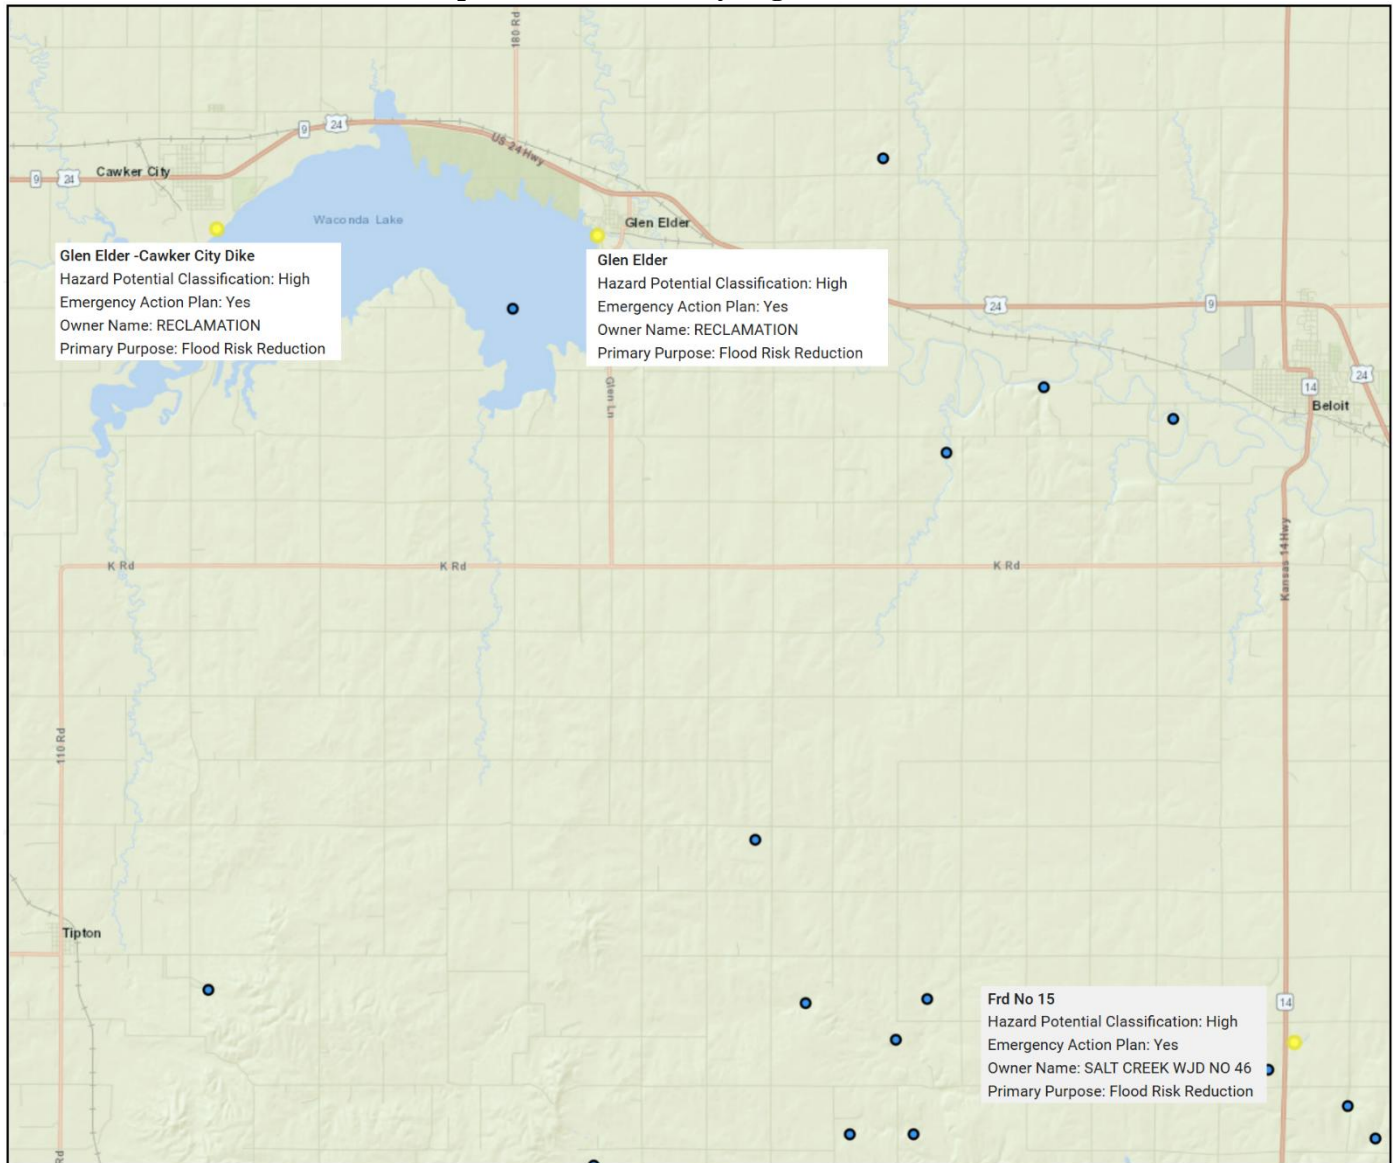 180 Rd
9
24
US 24 Hwy
Cawker City
9
24
Waconda Lake
Glen Elder
Glen Elder -Cawker City Dike
Hazard Potential Classification: High
Emergency Action Plan: Yes
Owner Name: RECLAMATION
Primary Purpose: Flood Risk Reduction
Glen Elder
Hazard Potential Classification: High
Emergency Action Plan: Yes
Owner Name: RECLAMATION
Primary Purpose: Flood Risk Reduction
24
9
24
14
Beloit
Glen Ln
K Rd
K Rd
K Rd
Kansas 14 Hwy
110 Rd
Tipton
Frd No 15
Hazard Potential Classification: High
Emergency Action Plan: Yes
Owner Name: SALT CREEK WJD NO 46
Primary Purpose: Flood Risk Reduction
14
Rd